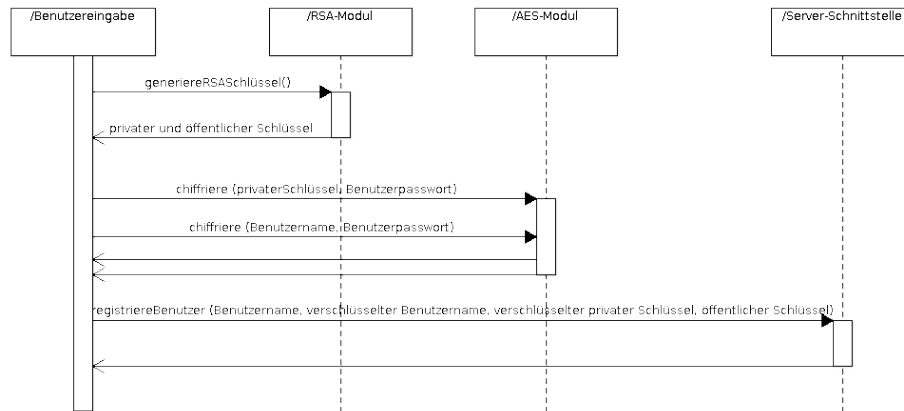 /Benutzereingabe
/RSA-Modul
/AES-Modul
/Server-Schnittstelle
generiereRSASchlüssel()
privater und öffentlicher Schlüssel
chiffriere (privaterSchlüssel, Benutzerpasswort)
chiffriere (Benutzername, Benutzerpasswort)
registriereBenutzer (Benutzername, verschlüsselter Benutzername, verschlüsselter privater Schlüssel, öffentlicher Schlüssel)